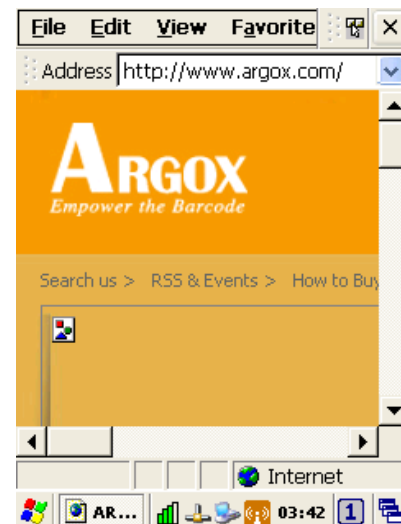 File Edit View Favorite
Address http://www.argox.com/
ARGOX
Empower the Barcode
Search us > RSS & Events > How to Buy
Internet
AR... 03:42 1